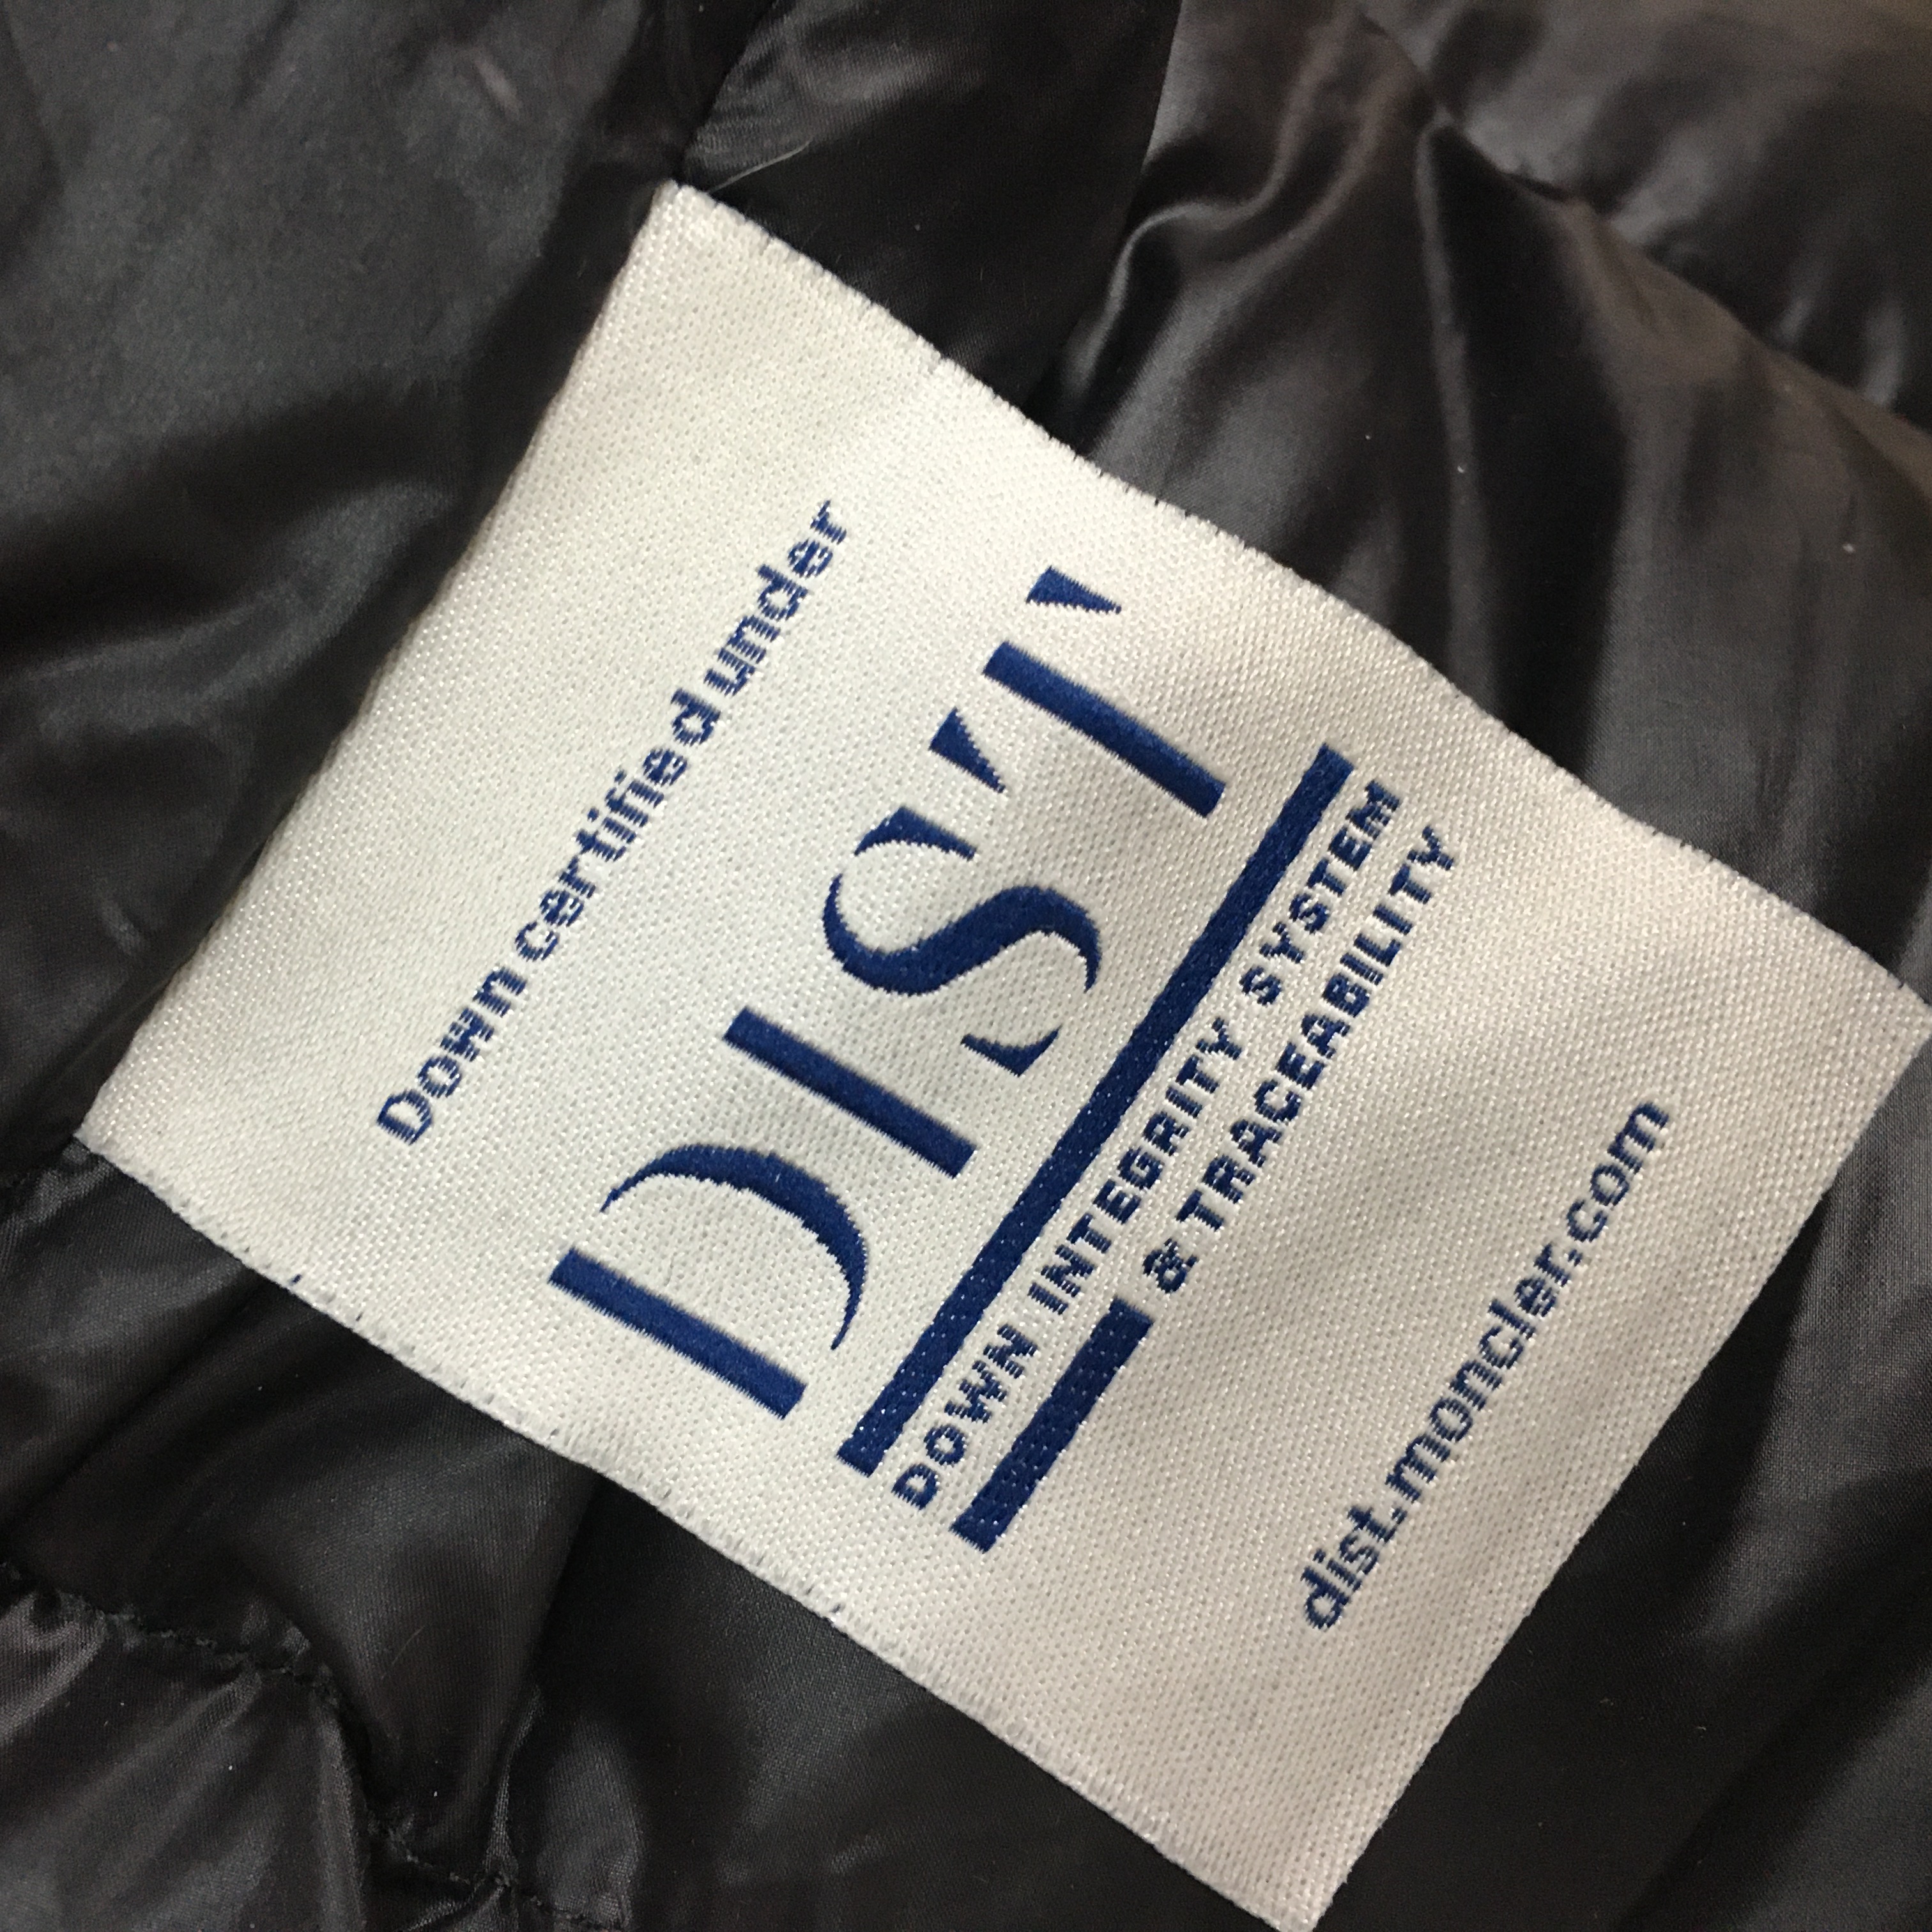 Down certified under
DIST
DOWN INTEGRITY SYSTEM
& TRACEABILITY
dist.moncler.com